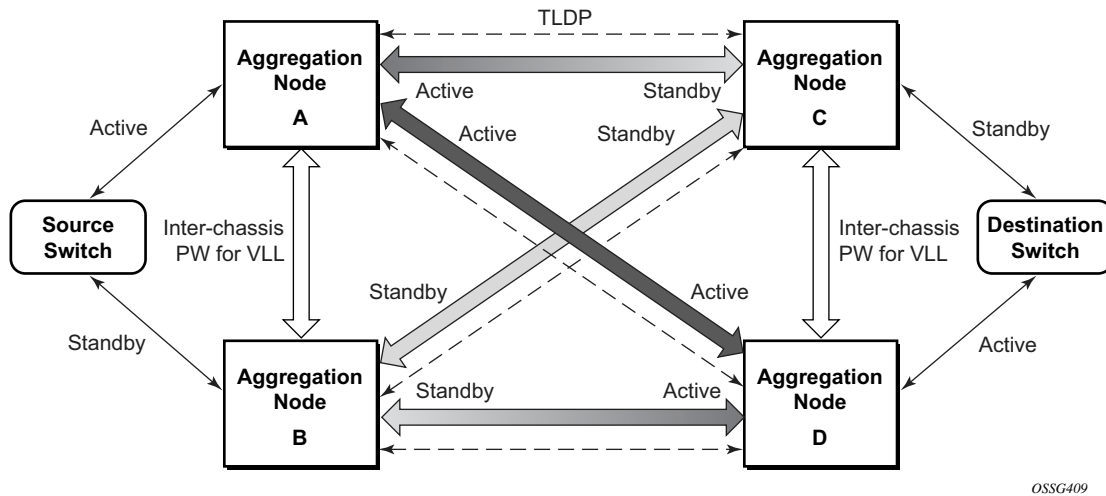 TLDP
Aggregation
Node
A
Aggregation
Node
C
Active
Standby
Active
Standby
Active
Standby
Source
Switch
Inter-chassis
PW for VLL
Inter-chassis
PW for VLL
Destination
Switch
Standby
Active
Standby
Active
Aggregation
Node
B
Standby
Active
Aggregation
Node
D
OSSG409